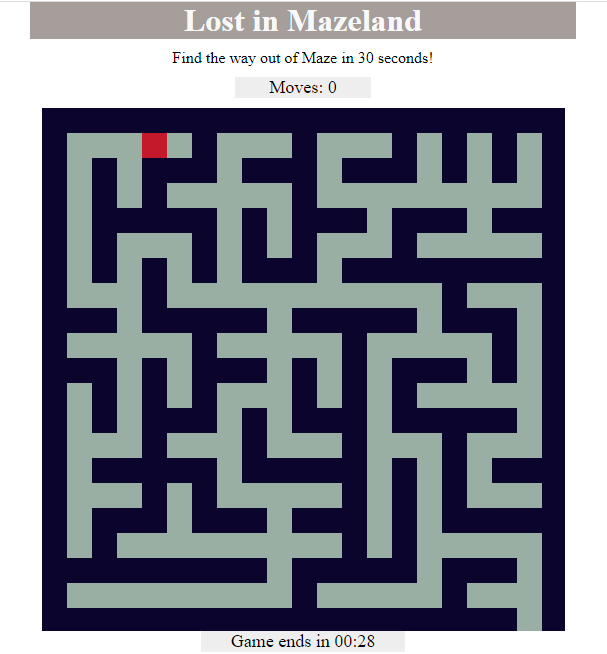 Lost in Mazeland
Find the way out of Maze in 30 seconds!
Moves: 0
Game ends in 00:28